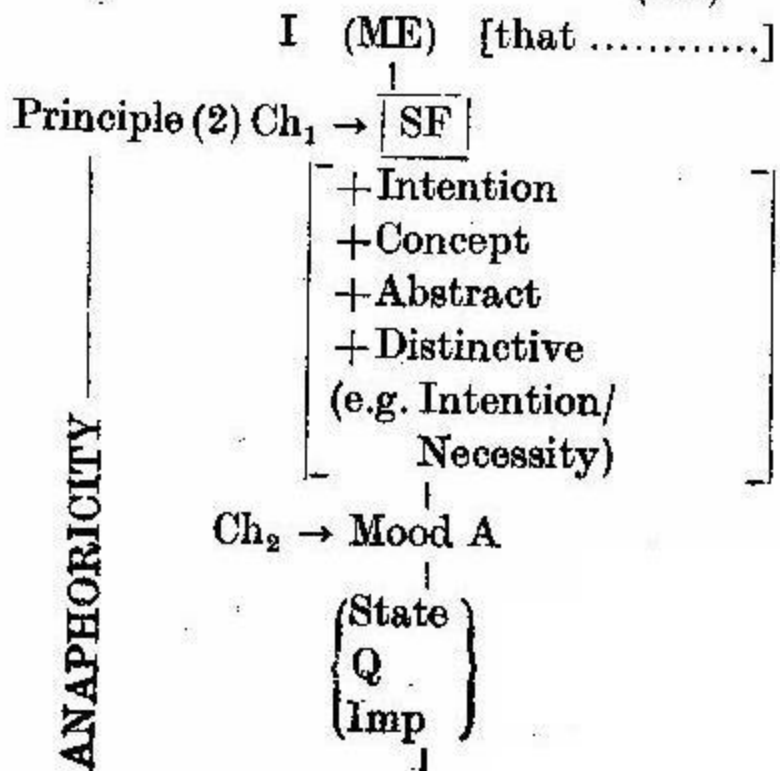 I (ME) [that ............]
Principle (2) Ch₁ → SF
+Intention
+Concept
+Abstract
+Distinctive
(e.g. Intention/
Necessity)
Ch₂ → Mood A
State
Q
Imp
ANAPHORICITY